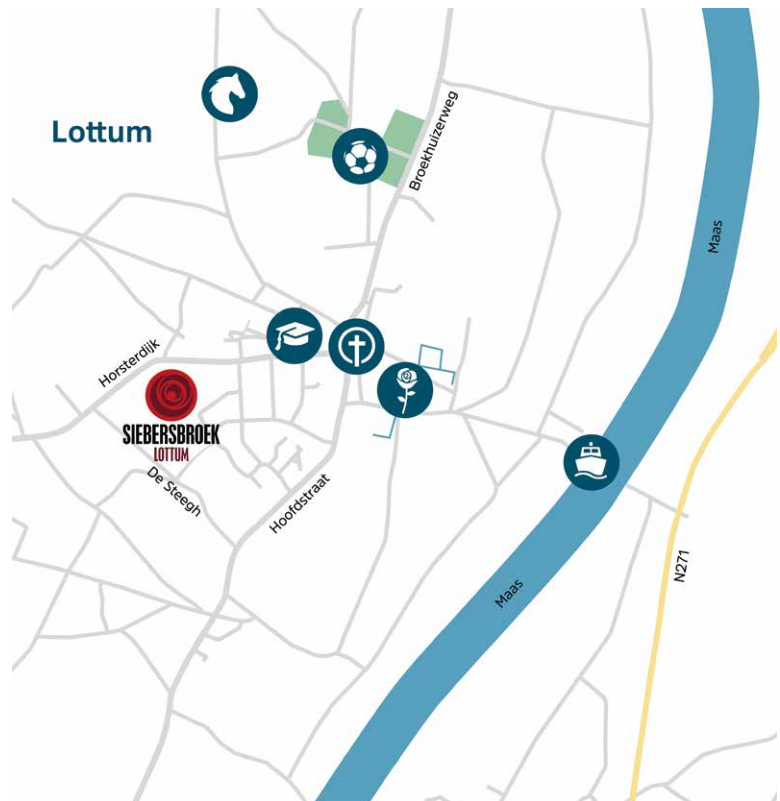 Lottum
Broekhuizerweg
Maas
Horsterdijk
SIEBERSBROEK
LOTTUM
De Steegh
Hoofdstraat
N271
Maas